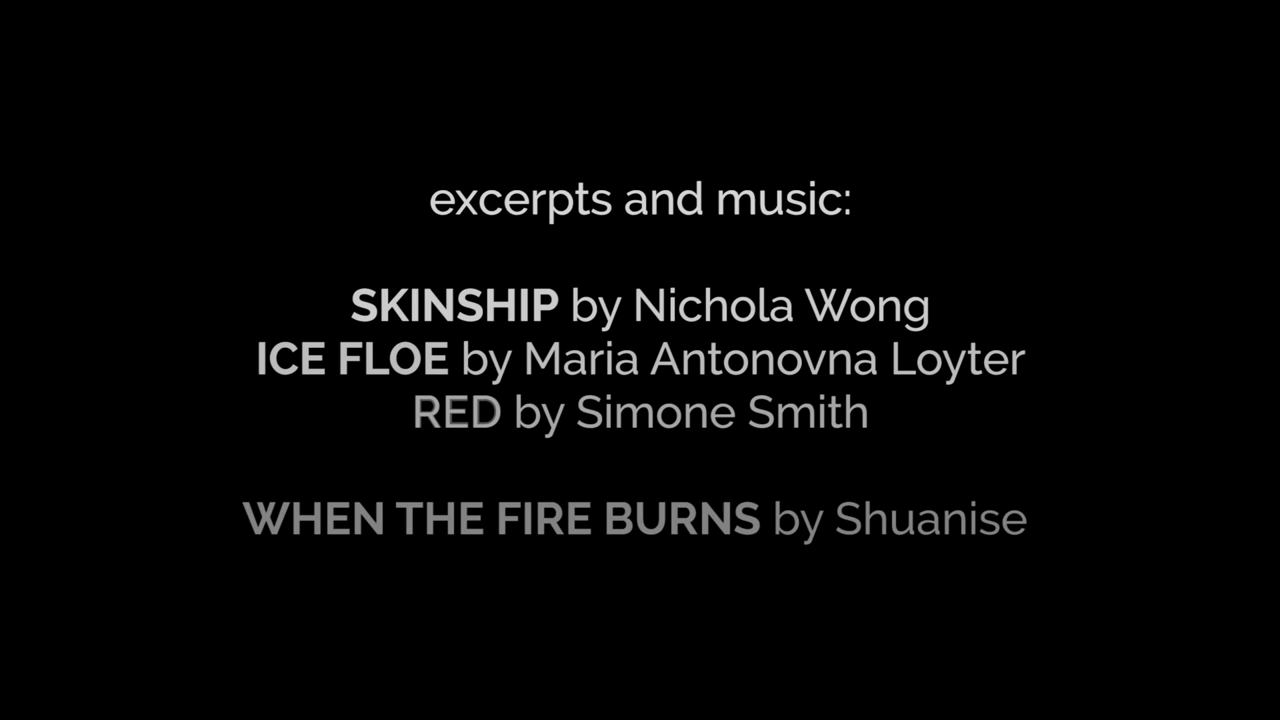 excerpts and music:
SKINSHIP by Nichola Wong
ICE FLOE by Maria Antonovna Loyter
RED by Simone Smith
WHEN THE FIRE BURNS by Shuanise